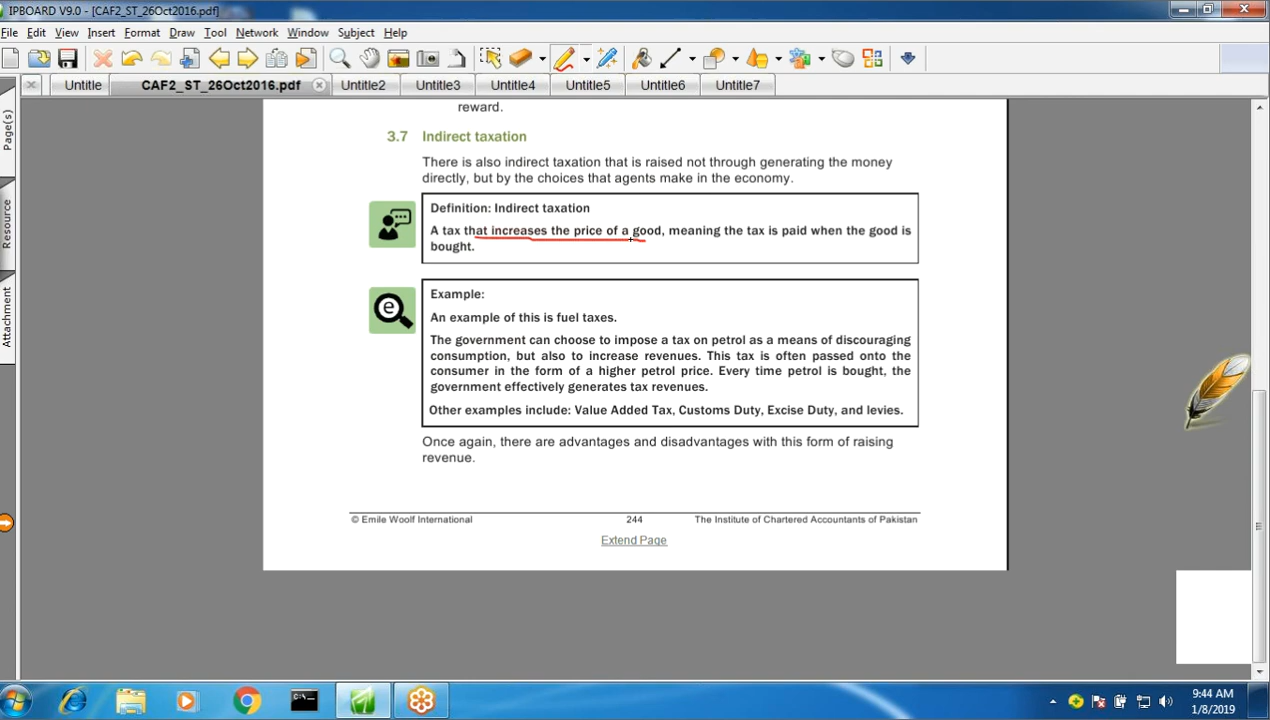 IPBOARD V9.0 - [CAF2_ST_26Oct2016.pdf]
File Edit View Insert Format Draw Tool Network Window Subject Help
Untitle CAF2_ST_26Oct2016.pdf Untitle2 Untitle3 Untitle4 Untitle5 Untitle6 Untitle7
Page(s)
Resource
Attachment
reward.
3.7 Indirect taxation
There is also indirect taxation that is raised not through generating the money
directly, but by the choices that agents make in the economy.
Definition: Indirect taxation
A tax that increases the price of a good, meaning the tax is paid when the good is
bought.
Example:
An example of this is fuel taxes.
The government can choose to impose a tax on petrol as a means of discouraging
consumption, but also to increase revenues. This tax is often passed onto the
consumer in the form of a higher petrol price. Every time petrol is bought, the
government effectively generates tax revenues.
Other examples include: Value Added Tax, Customs Duty, Excise Duty, and levies.
Once again, there are advantages and disadvantages with this form of raising
revenue.
© Emile Woolf International 244 The Institute of Chartered Accountants of Pakistan
Extend Page
9:44 AM
1/8/2019